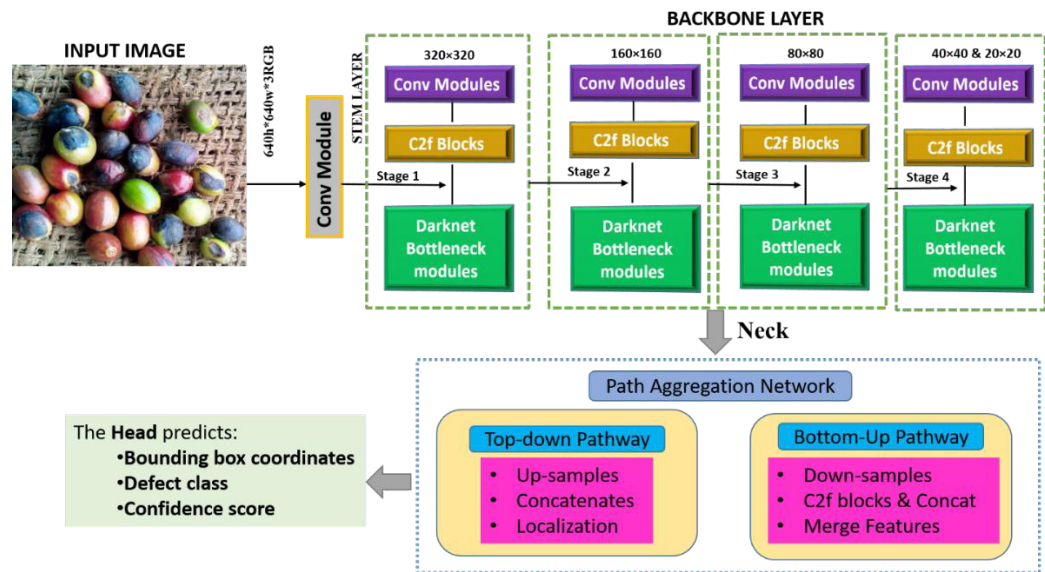 BACKBONE LAYER
INPUT IMAGE
640h*640w*3RGB
Conv Module
STEM LAYER
320×320
Conv Modules
C2f Blocks
Stage 1
Darknet
Bottleneck
modules
160×160
Conv Modules
C2f Blocks
Stage 2
Darknet
Bottleneck
modules
80×80
Conv Modules
C2f Blocks
Stage 3
Darknet
Bottleneck
modules
40×40 & 20×20
Conv Modules
C2f Blocks
Stage 4
Darknet
Bottleneck
modules
Neck
Path Aggregation Network
Top-down Pathway
• Up-samples
• Concatenates
• Localization
Bottom-Up Pathway
• Down-samples
• C2f blocks & Concat
• Merge Features
The Head predicts:
•Bounding box coordinates
•Defect class
•Confidence score